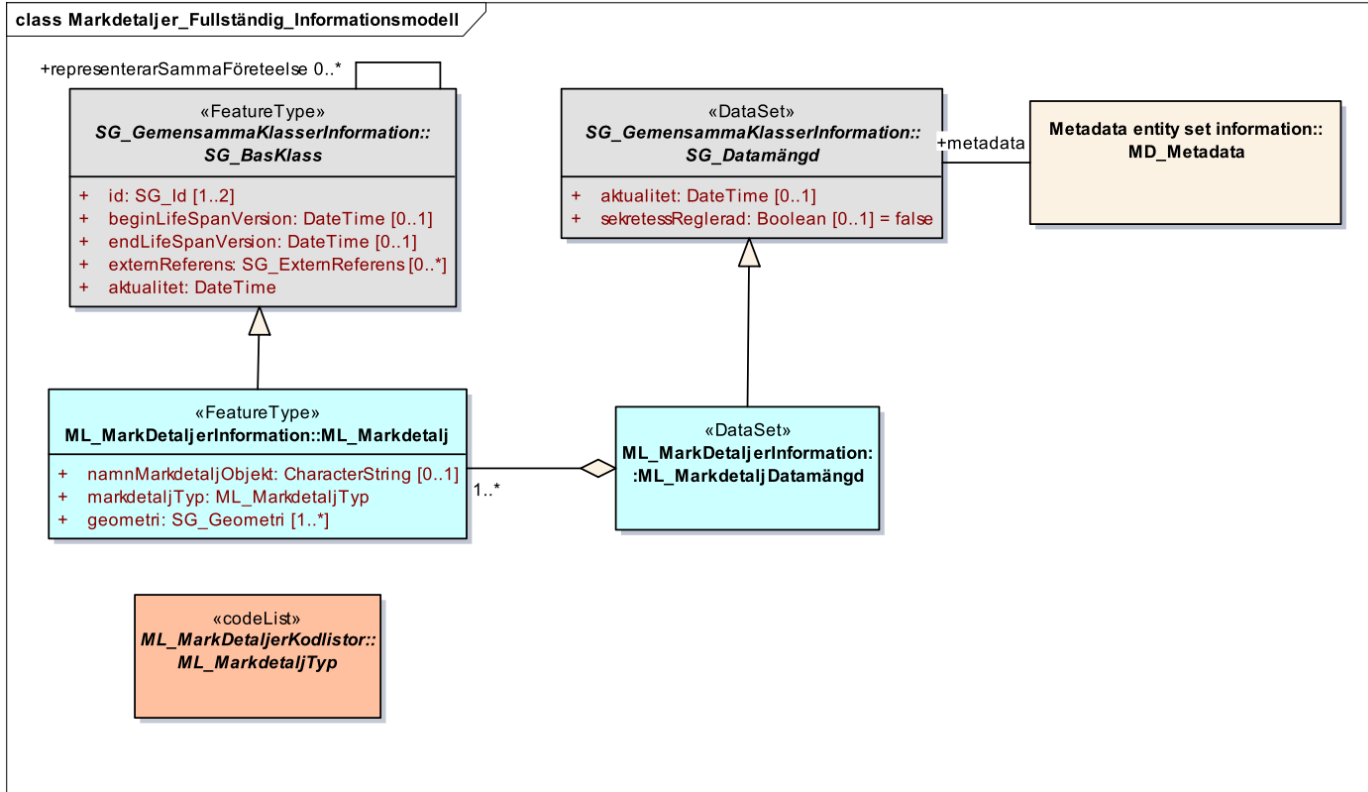 class Markdetaljer_Fullständig_Informationsmodell
+representerarSammaFöreteelse 0..*
«FeatureType»
SG_GemensammaKlasserInformation::
SG_BasKlass
+ id: SG_Id [1..2]
+ beginLifeSpanVersion: DateTime [0..1]
+ endLifeSpanVersion: DateTime [0..1]
+ externReferens: SG_ExternReferens [0..*]
+ aktualitet: DateTime
«DataSet»
SG_GemensammaKlasserInformation::
SG_Datamängd
+ aktualitet: DateTime [0..1]
+ sekretessReglerad: Boolean [0..1] = false
+metadata
Metadata entity set information::
MD_Metadata
«FeatureType»
ML_MarkDetaljerInformation::ML_Markdetalj
+ namnMarkdetaljObjekt: CharacterString [0..1]
+ markdetaljTyp: ML_MarkdetaljTyp
+ geometri: SG_Geometri [1..*]
1..*
«DataSet»
ML_MarkDetaljerInformation:
:ML_MarkdetaljDatamängd
«codeList»
ML_MarkDetaljerKodlistor::
ML_MarkdetaljTyp